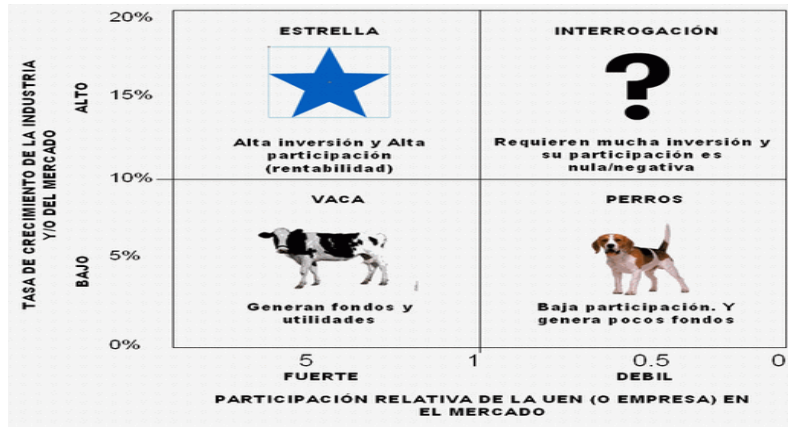 20%
ESTRELLA
INTERROGACIÓN
?
TASA DE CRECIMIENTO DE LA INDUSTRIA
Y/O DEL MERCADO
ALTO
15%
Alta inversión y Alta
participación
(rentabilidad)
Requieren mucha inversión y
su participación es
nula/negativa
10%
VACA
PERROS
BAJO
5%
Generan fondos y
utilidades
Baja participación. Y
genera pocos fondos
0%
5
1
0.5
0
FUERTE
DEBIL
PARTICIPACIÓN RELATIVA DE LA UEN (O EMPRESA) EN
EL MERCADO